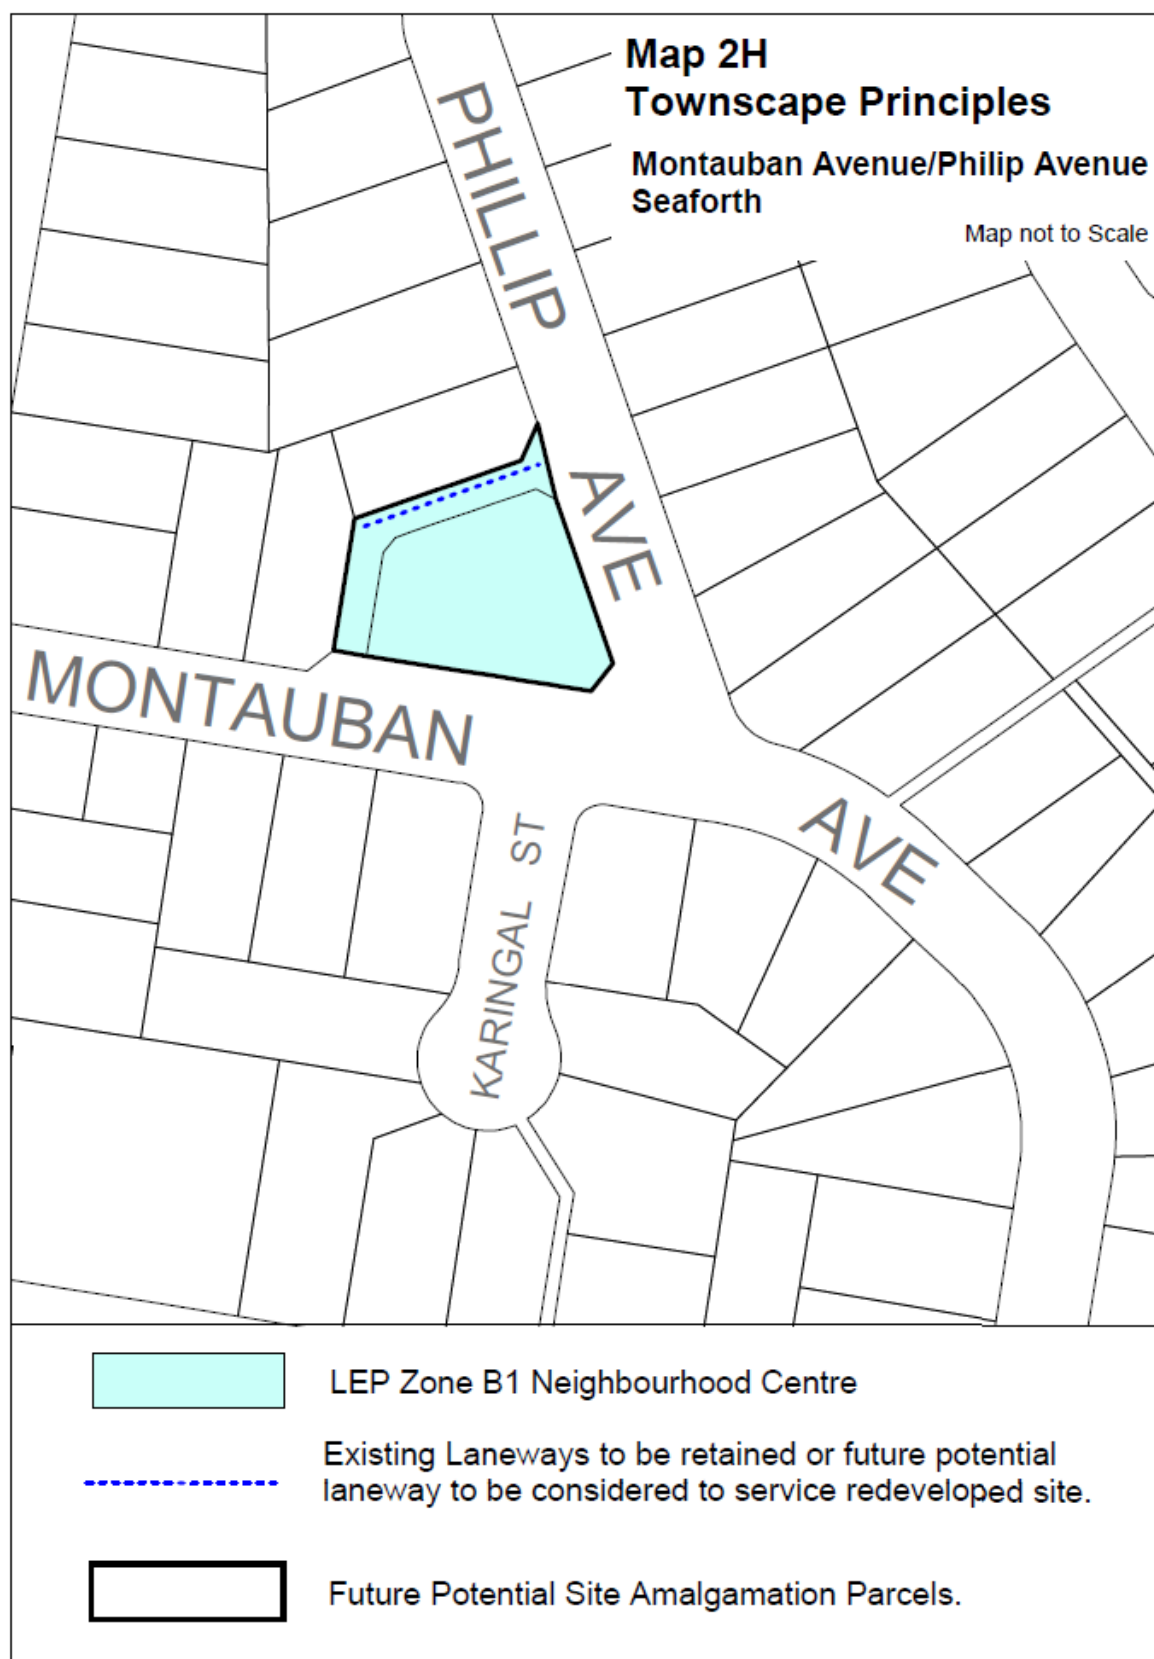 Map 2H
Townscape Principles
Montauban Avenue/Philip Avenue
Seaforth
Map not to Scale
PHILLIP AVE
MONTAUBAN AVE
KARINGAL ST
LEP Zone B1 Neighbourhood Centre
Existing Laneways to be retained or future potential
laneway to be considered to service redeveloped site.
Future Potential Site Amalgamation Parcels.